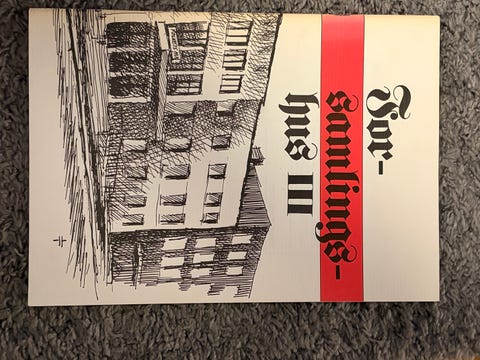 For-
samlings-
hus III